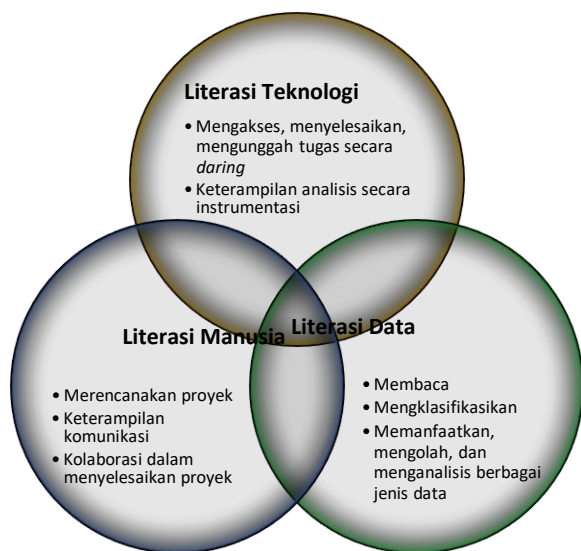 Literasi Teknologi
• Mengakses, menyelesaikan,
mengunggah tugas secara
daring
• Keterampilan analisis secara
instrumentasi
Literasi Manusia
• Merencanakan proyek
• Keterampilan
komunikasi
• Kolaborasi dalam
menyelesaikan proyek
Literasi Data
• Membaca
• Mengklasifikasikan
• Memanfaatkan,
mengolah, dan
menganalisis berbagai
jenis data